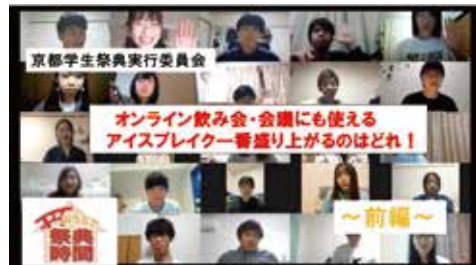 京都学生祭典実行委員会
オンライン飲み会・会議にも使える
アイスブレイク一番盛り上がるのはどれ！
～前編～
祭典
時間